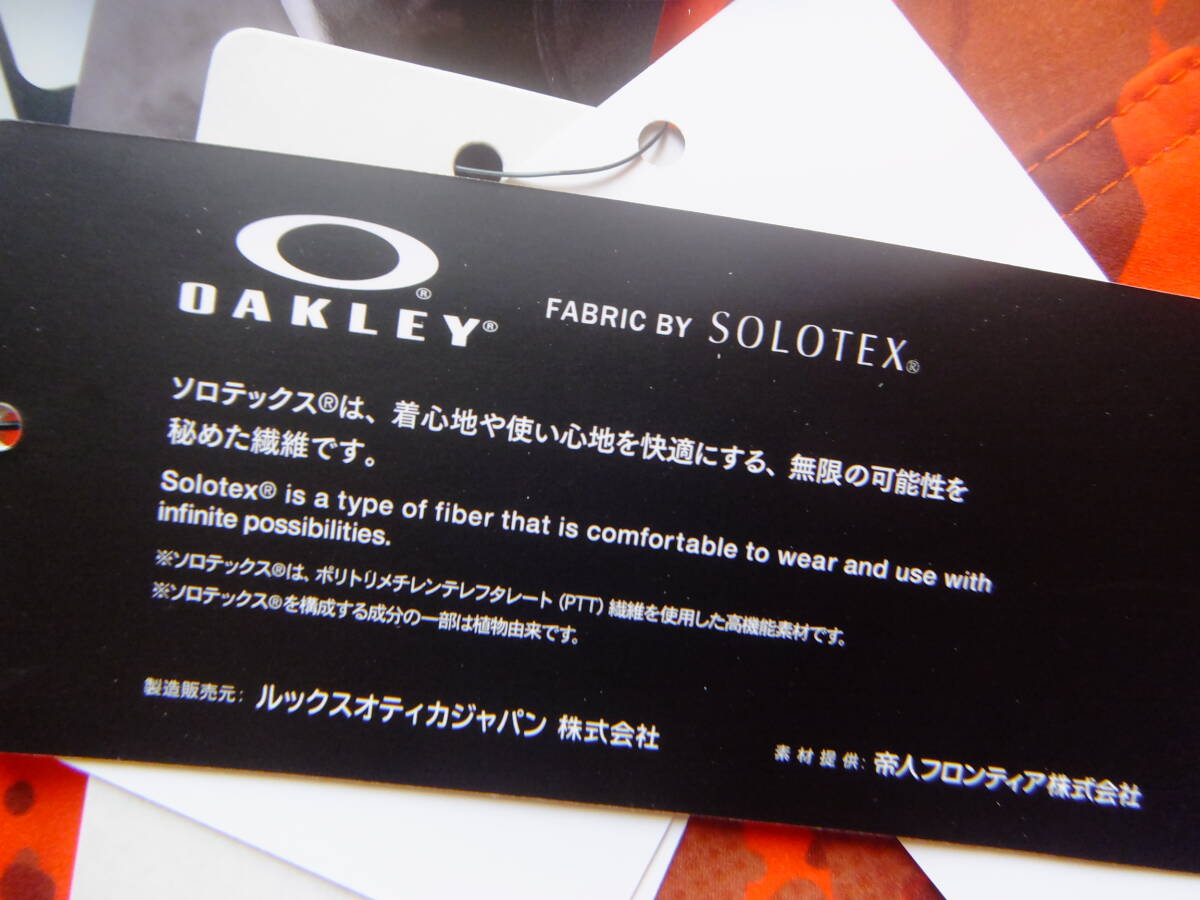 OAKLEY®
FABRIC BY SOLOTEX®
ソロテックス®は、着心地や使い心地を快適にする、無限の可能性を
秘めた繊維です。
Solotex® is a type of fiber that is comfortable to wear and use with
infinite possibilities.
※ソロテックス®は、ポリトリメチレンテレフタレート(PTT)繊維を使用した高機能素材です。
※ソロテックス®を構成する成分の一部は植物由来です。
製造販売元: ルックスオティカジャパン 株式会社
素材提供: 帝人フロンティア株式会社